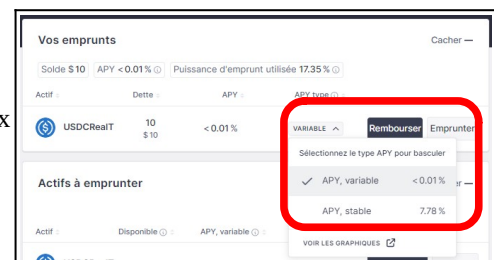 Vos emprunts Cacher —
Solde $ 10 APY < 0.01 % Puissance d'emprunt utilisée 17.35 %
Actif Dette APY APY type
x
USDCRealT 10 < 0.01 % VARIABLE Rembourser Emprunter
$ 10
Sélectionnez le type APY pour basculer
APY, variable < 0.01 %
Actifs à emprunter er —
APY, stable 7.78 %
Actif Disponible APY, variable
VOIR LES GRAPHIQUES